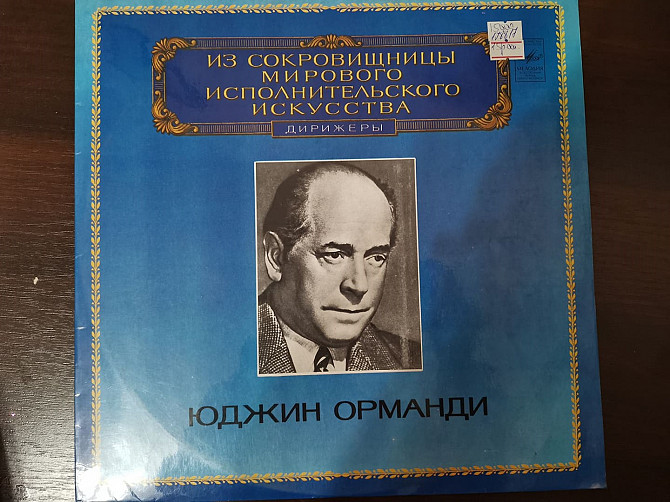 ИЗ СОКРОВИЩНИЦЫ
МИРОВОГО
ИСПОЛНИТЕЛЬСКОГО
ИСКУССТВА
ДИРИЖЕРЫ
ЮДЖИН ОРМАНДИ